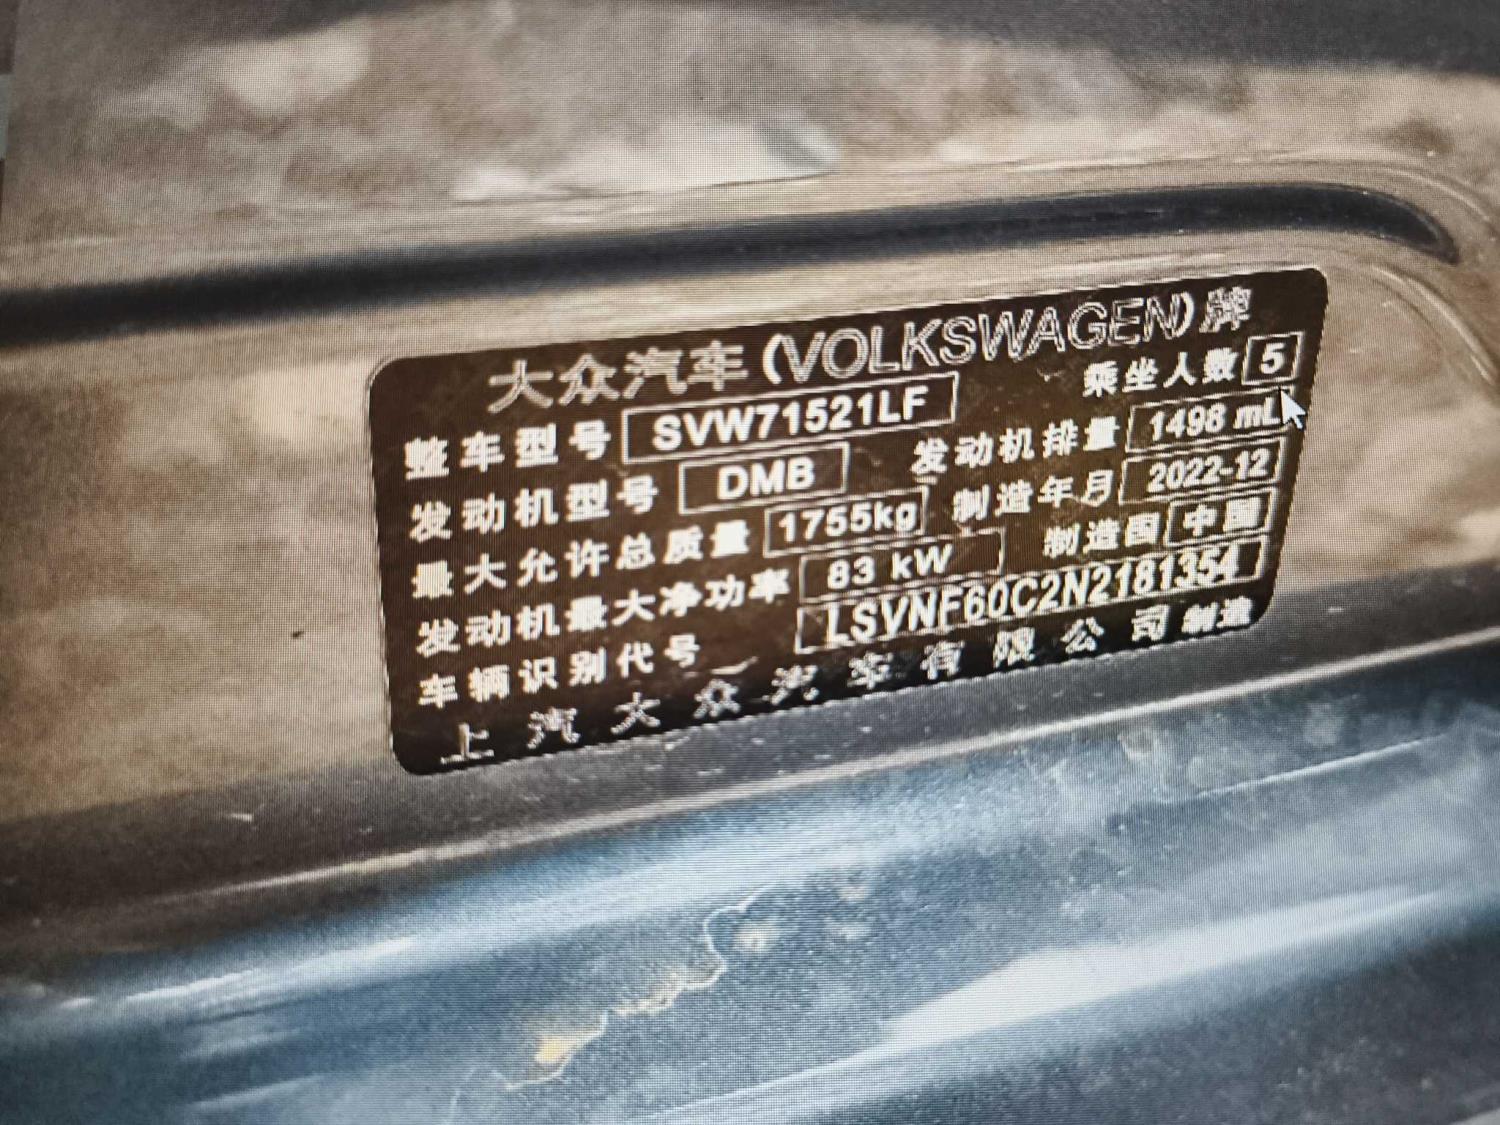 大众汽车(VOLKSWAGEN)牌
乘坐人数 5
整车型号 SVW71521LF
发动机排量 1498 mL
发动机型号 DMB
制造年月 2022-12
最大允许总质量 1755kg
制造国 中国
发动机最大净功率 83 kW
车辆识别代号 LSVNF60C2N2181354
上汽大众汽车有限公司制造